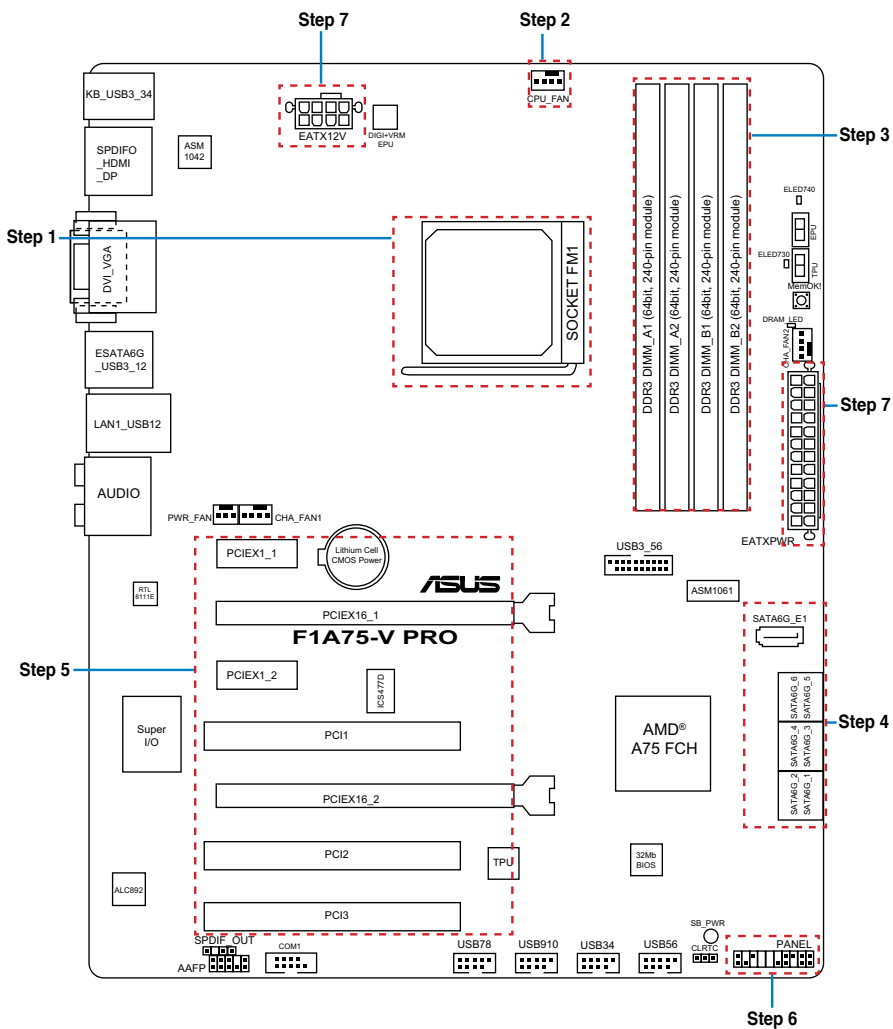 Step 7
Step 2
KB_USB3_34
CPU_FAN
EATX12V
DIGI+VRM
EPU
Step 3
SPDIFO
_HDMI
_DP
ASM
1042
ELED740
EPU
Step 1
DVI_VGA
SOCKET FM1
DDR3 DIMM_A1 (64bit, 240-pin module)
DDR3 DIMM_A2 (64bit, 240-pin module)
DDR3 DIMM_B1 (64bit, 240-pin module)
DDR3 DIMM_B2 (64bit, 240-pin module)
ELED730
TPU
MemOK!
DRAM_LED
CHA_FAN2
ESATA6G
_USB3_12
Step 7
LAN1_USB12
AUDIO
PWR_FAN
CHA_FAN1
EATXPWR
PCIEX1_1
Lithium Cell
CMOS Power
USB3_56
RTL
8111E
ASUS
ASM1061
PCIEX16_1
SATA6G_E1
F1A75-V PRO
Step 5
PCIEX1_2
ICS477D
SATA6G_6
SATA6G_5
Super
I/O
PCI1
AMD®
A75 FCH
SATA6G_4
SATA6G_3
Step 4
PCIEX16_2
SATA6G_2
SATA6G_1
PCI2
TPU
32Mb
BIOS
ALC892
PCI3
SB_PWR
SPDIF_OUT
COM1
USB78
USB910
USB34
USB56
CLRTC
PANEL
AAFP
Step 6